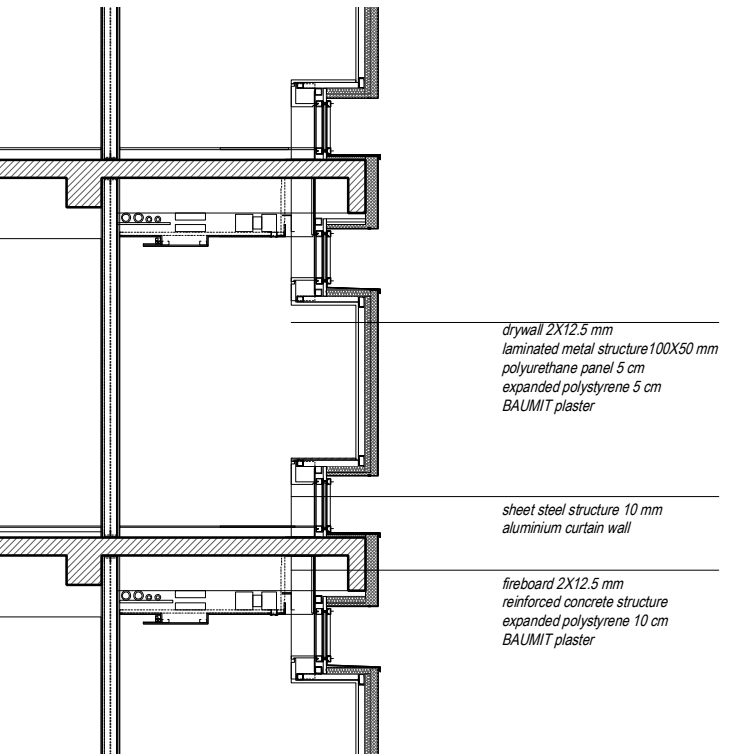 drywall 2X12.5 mm
laminated metal structure100X50 mm
polyurethane panel 5 cm
expanded polystyrene 5 cm
BAUMIT plaster
sheet steel structure 10 mm
aluminium curtain wall
fireboard 2X12.5 mm
reinforced concrete structure
expanded polystyrene 10 cm
BAUMIT plaster